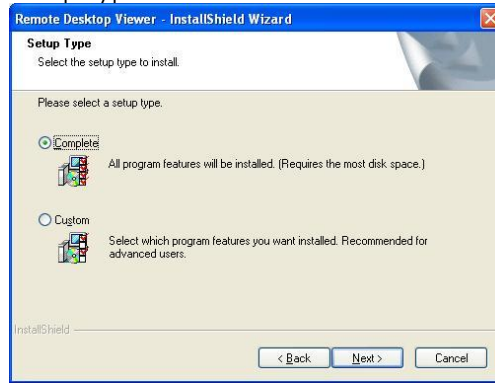 Remote Desktop Viewer - InstallShield Wizard
Setup Type
Select the setup type to install.
Please select a setup type.
Complete
All program features will be installed. (Requires the most disk space.)
Custom
Select which program features you want installed. Recommended for
advanced users.
InstallShield
< Back Next > Cancel